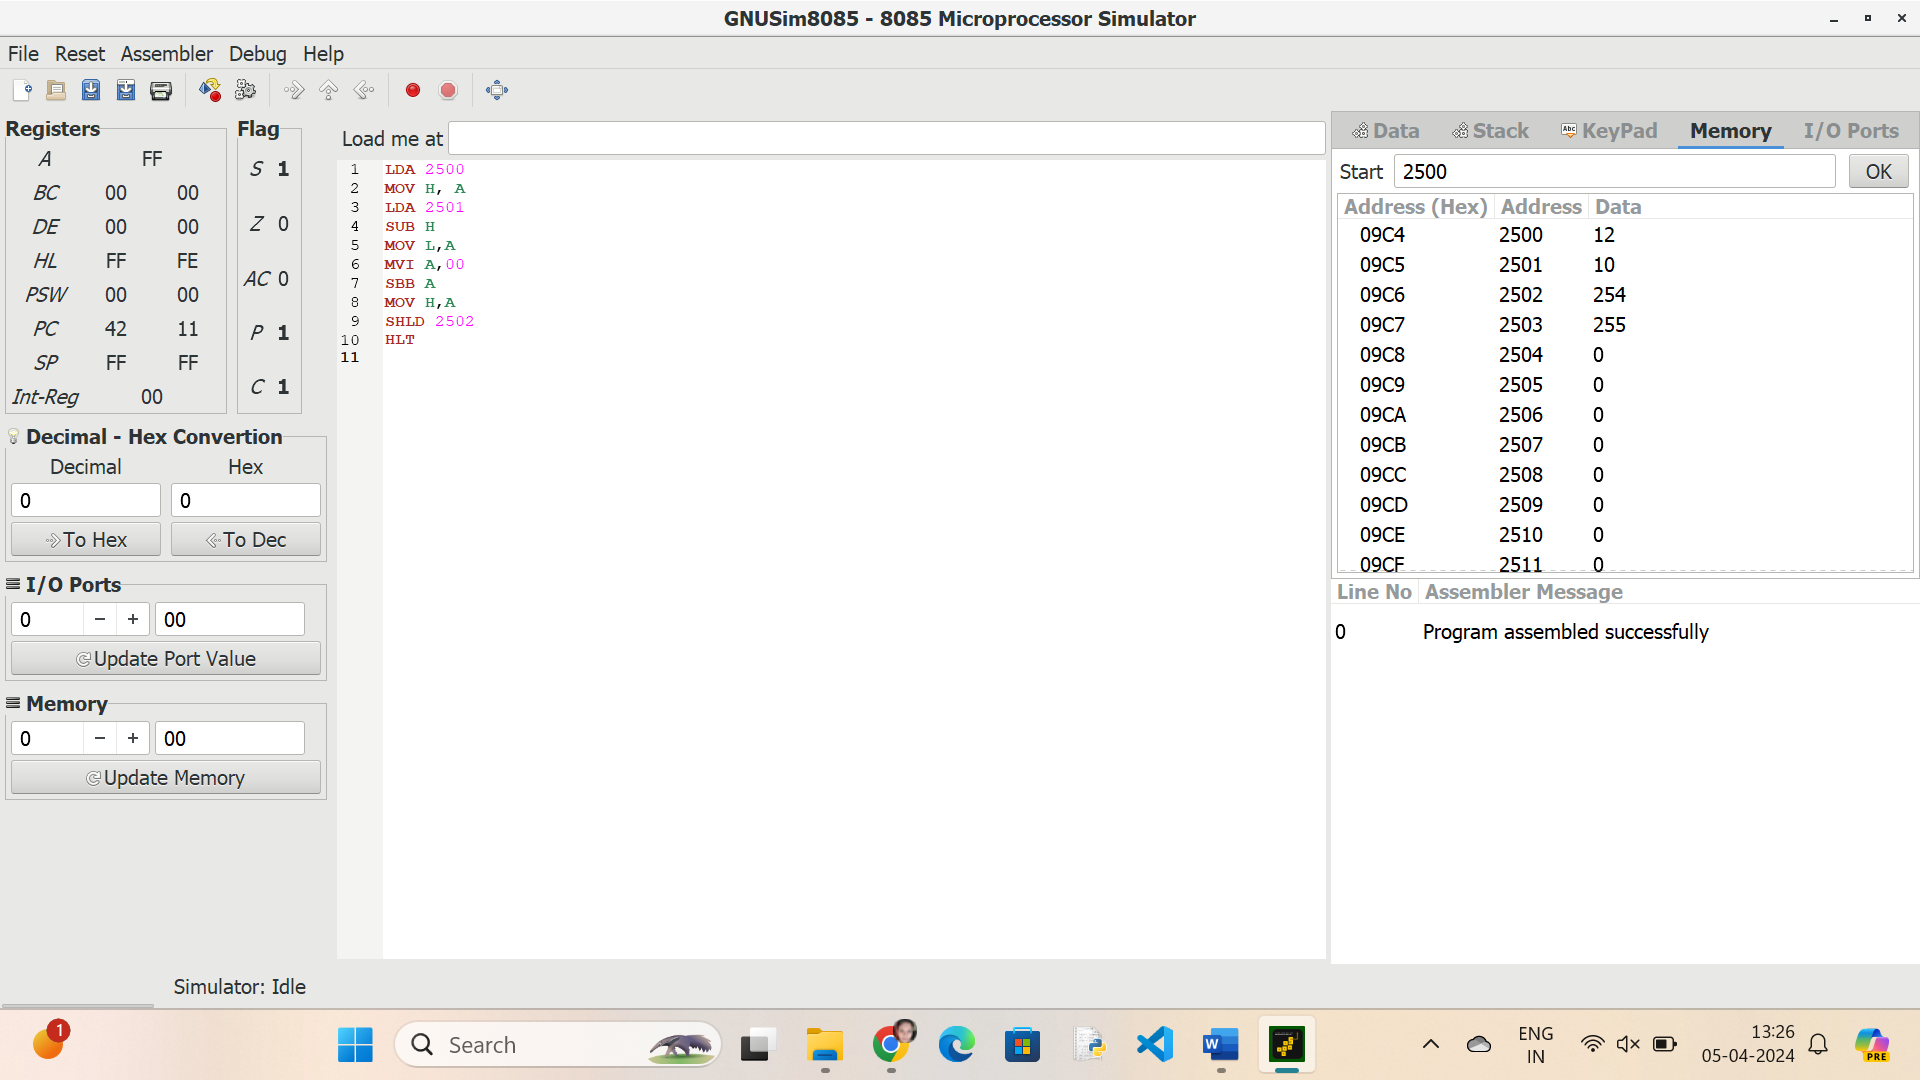 GNUSim8085 - 8085 Microprocessor Simulator
File Reset Assembler Debug Help
Registers
A FF
BC 00 00
DE 00 00
HL FF FE
PSW 00 00
PC 42 11
SP FF FF
Int-Reg 00
Flag
S 1
Z 0
AC 0
P 1
C 1
Decimal - Hex Convertion
Decimal Hex
0 0
To Hex To Dec
I/O Ports
0 − + 00
Update Port Value
Memory
0 − + 00
Update Memory
Load me at
1 LDA 2500
2 MOV H, A
3 LDA 2501
4 SUB H
5 MOV L,A
6 MVI A,00
7 SBB A
8 MOV H,A
9 SHLD 2502
10 HLT
11
Data Stack Abc KeyPad Memory I/O Ports
Start 2500 OK
Address (Hex) Address Data
09C4 2500 12
09C5 2501 10
09C6 2502 254
09C7 2503 255
09C8 2504 0
09C9 2505 0
09CA 2506 0
09CB 2507 0
09CC 2508 0
09CD 2509 0
09CE 2510 0
09CF 2511 0
Line No Assembler Message
0 Program assembled successfully
Simulator: Idle
1
Search
W
ENG
IN
13:26
05-04-2024
PRE